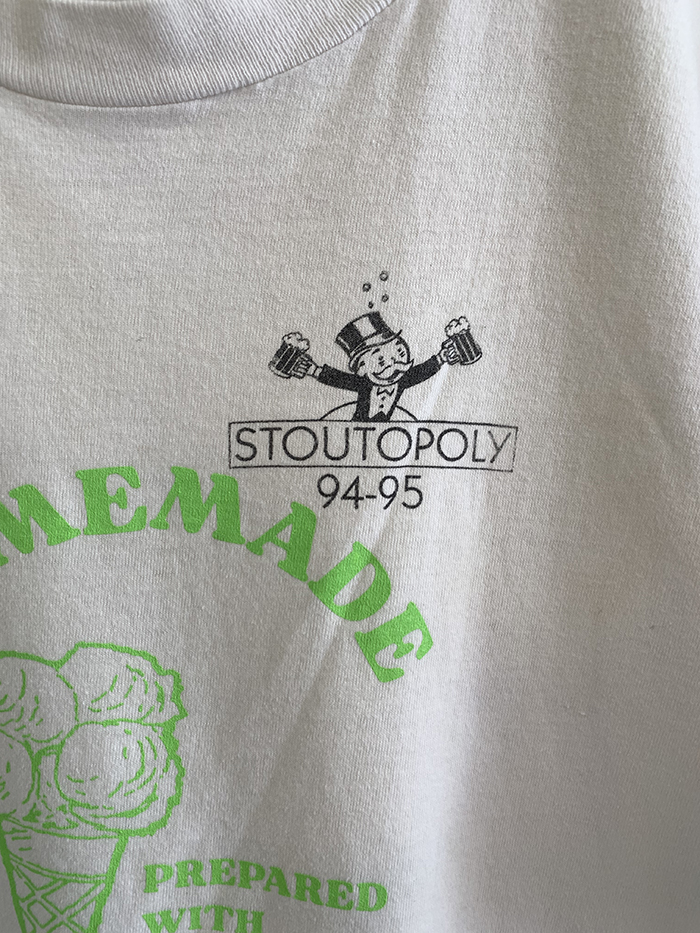 STOUTOPOLY
94-95
MEMADE
PREPARED
WITH